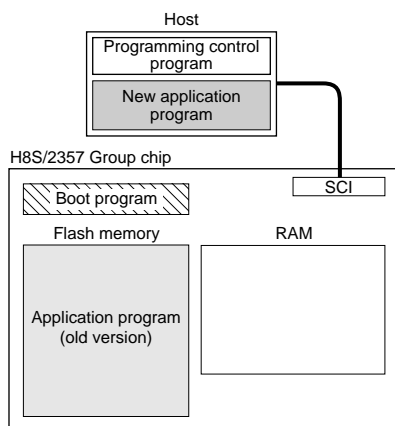 Host
Programming control
program
New application
program
H8S/2357 Group chip
SCI
Boot program
Flash memory
RAM
Application program
(old version)